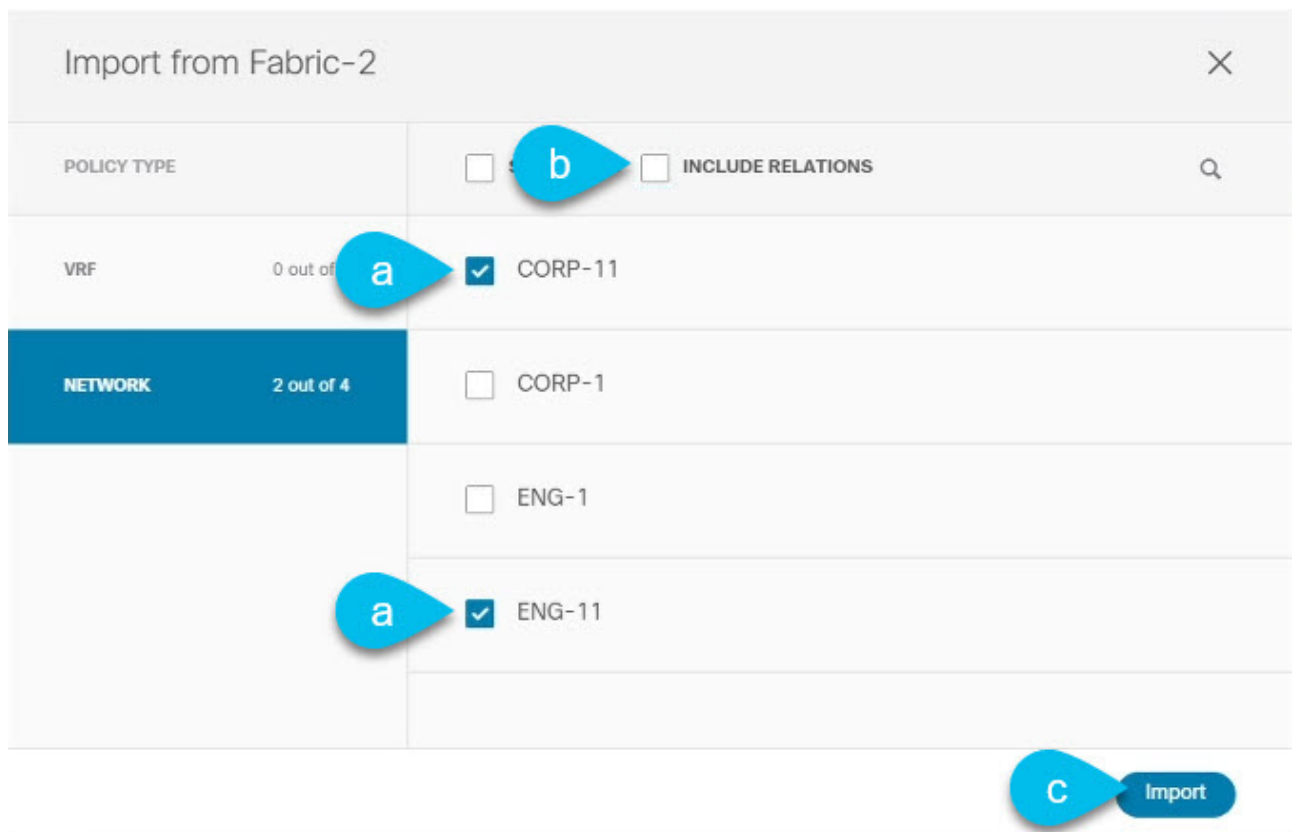 Import from Fabric-2
POLICY TYPE
b
INCLUDE RELATIONS
VRF 0 out of
a
CORP-11
NETWORK 2 out of 4
CORP-1
ENG-1
a
ENG-11
c
Import